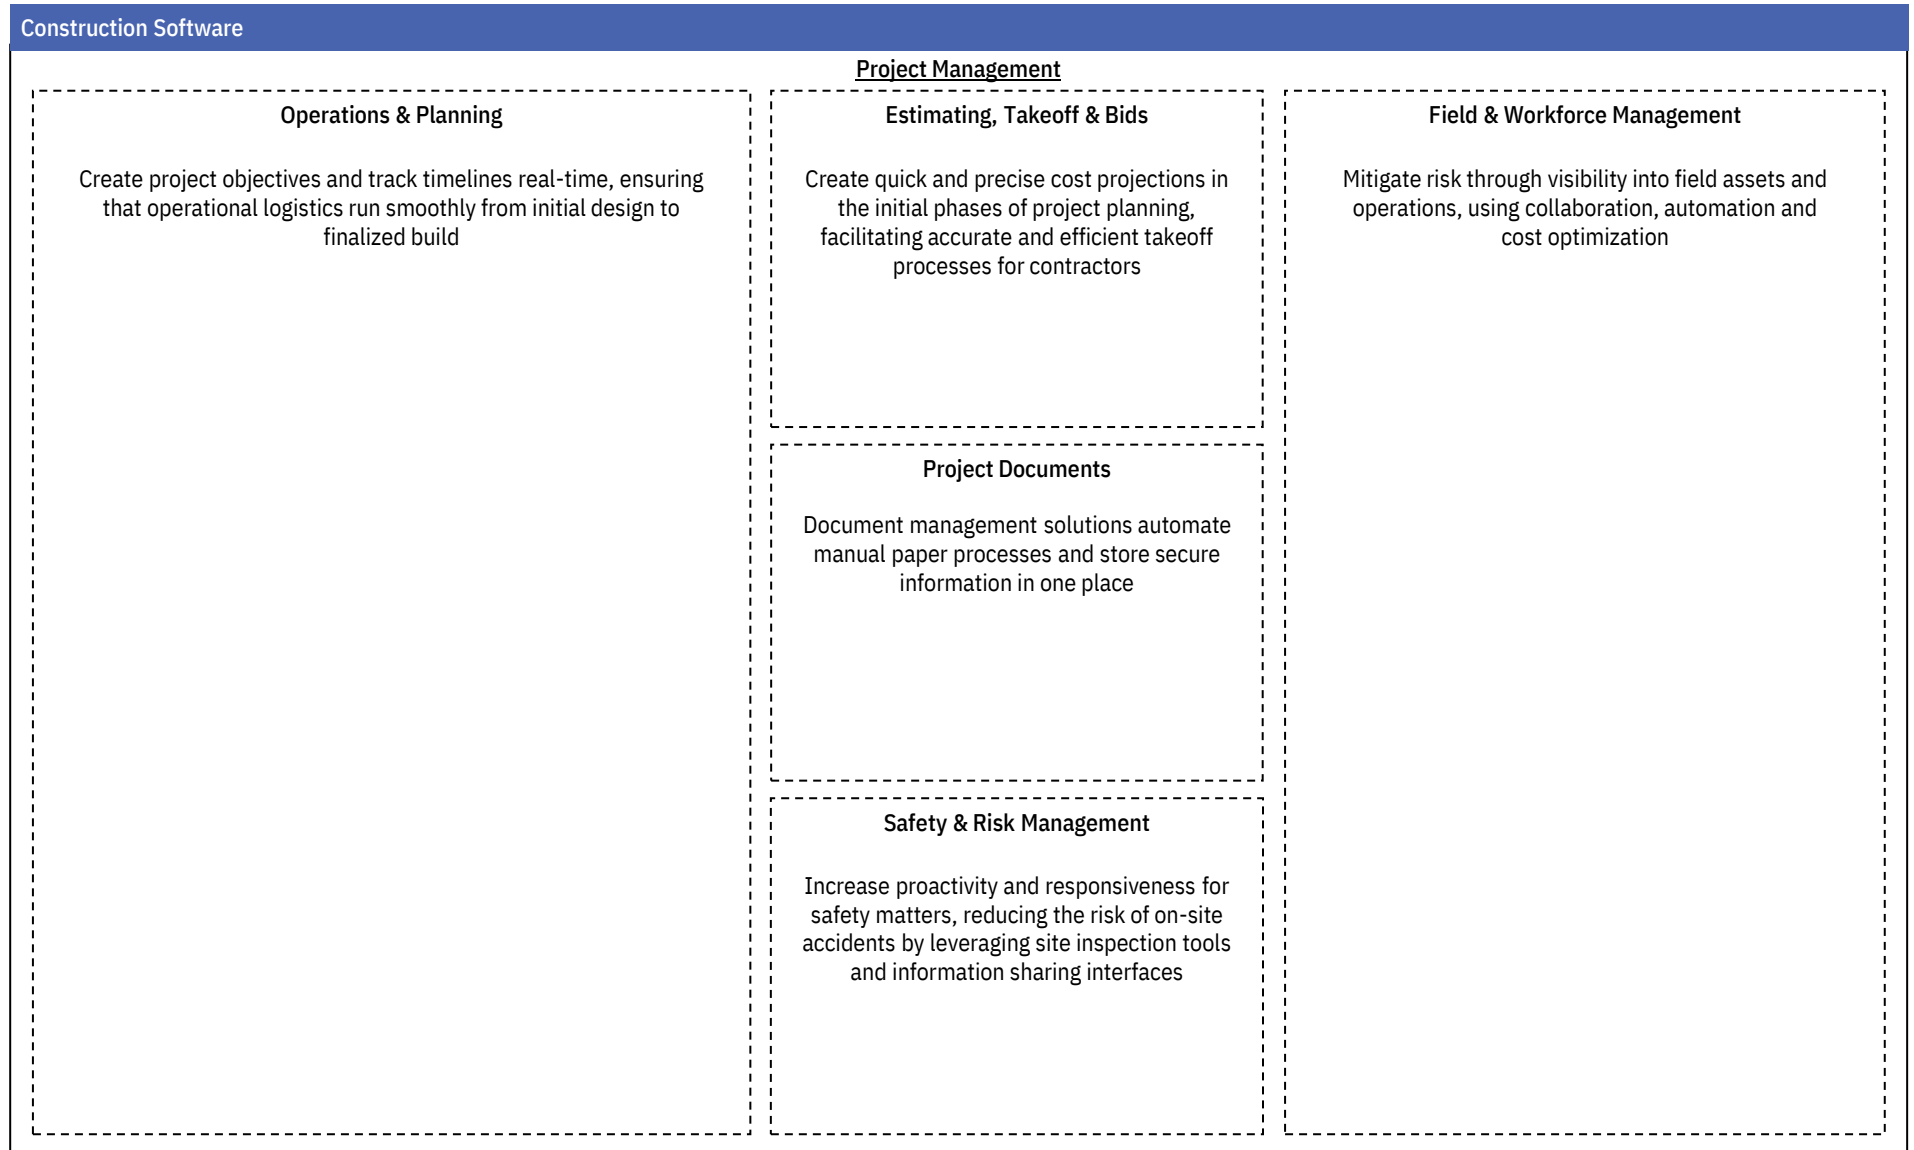 Construction Software
Project Management
Operations & Planning
Create project objectives and track timelines real-time, ensuring
that operational logistics run smoothly from initial design to
finalized build
Estimating, Takeoff & Bids
Create quick and precise cost projections in
the initial phases of project planning,
facilitating accurate and efficient takeoff
processes for contractors
Project Documents
Document management solutions automate
manual paper processes and store secure
information in one place
Safety & Risk Management
Increase proactivity and responsiveness for
safety matters, reducing the risk of on-site
accidents by leveraging site inspection tools
and information sharing interfaces
Field & Workforce Management
Mitigate risk through visibility into field assets and
operations, using collaboration, automation and
cost optimization